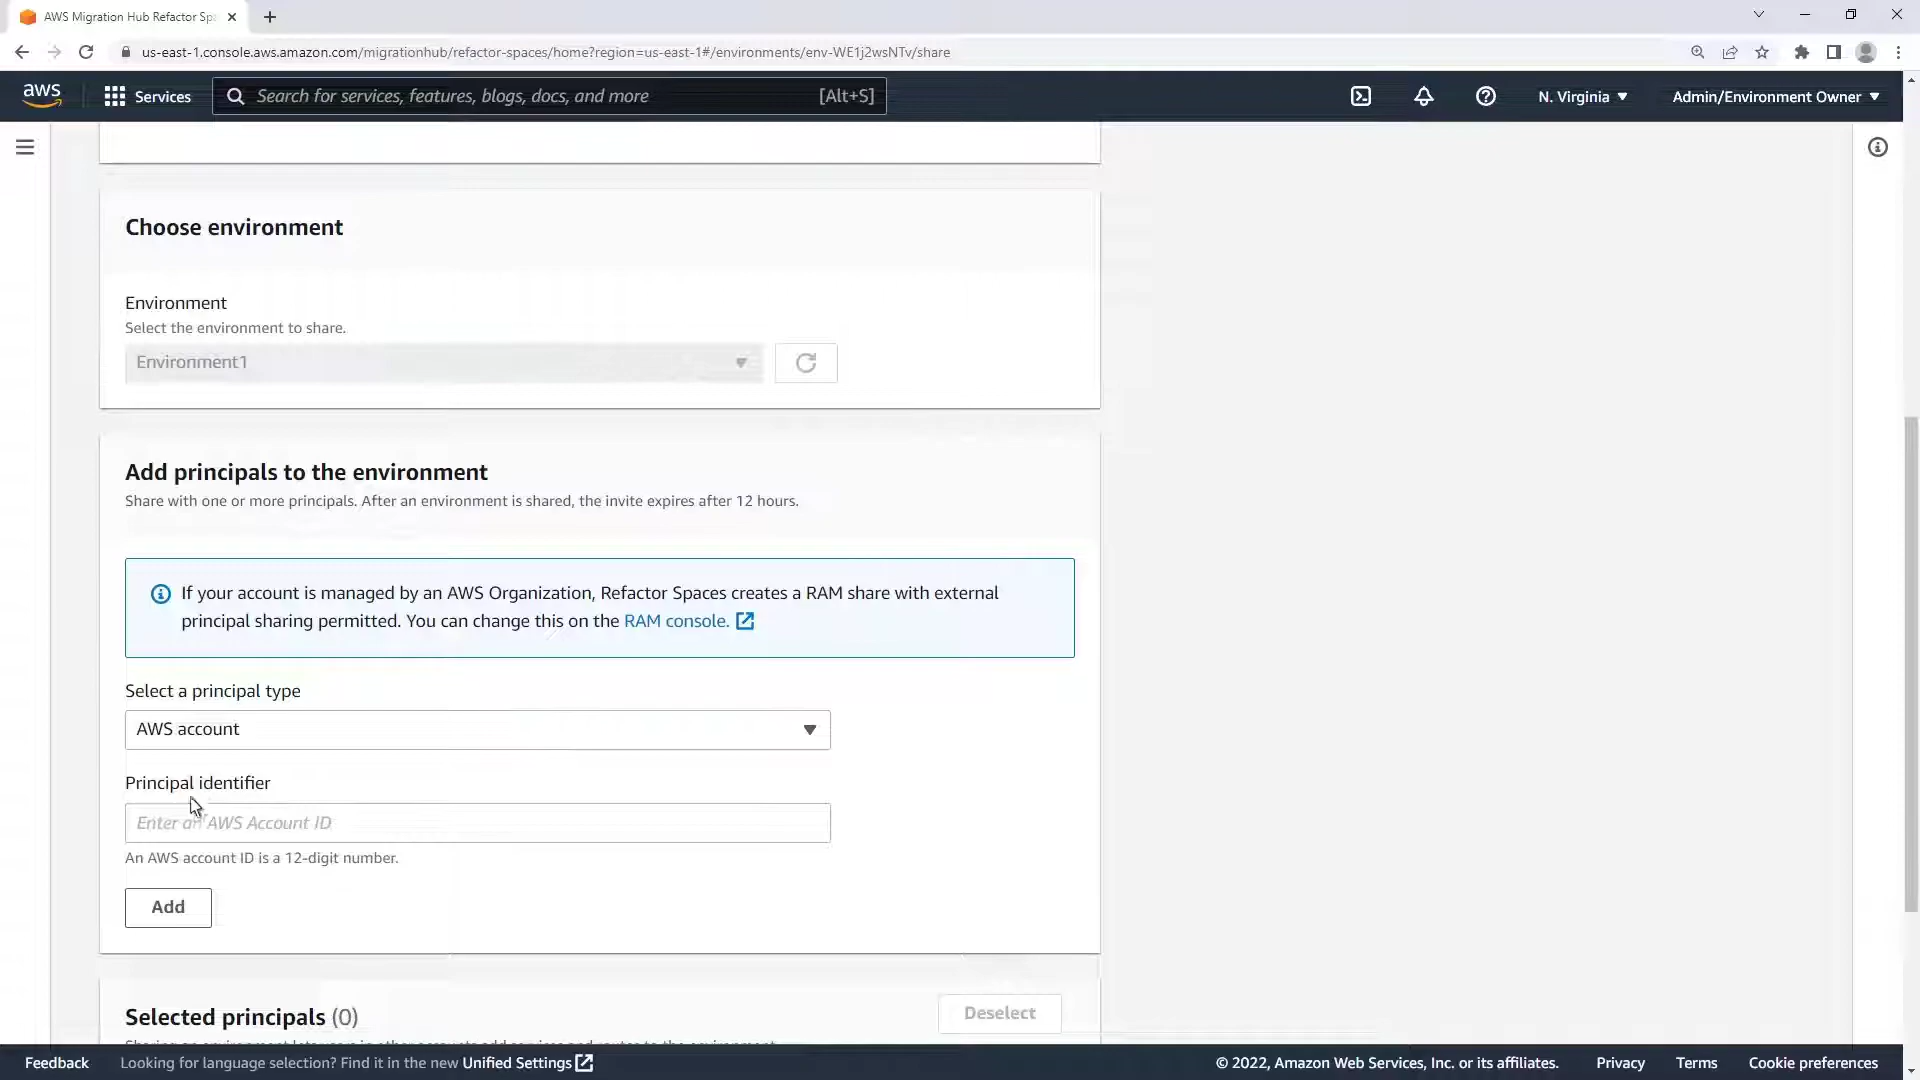 AWS Migration Hub Refactor Sp
us-east-1.console.aws.amazon.com/migrationhub/refactor-spaces/home?region=us-east-1#/environments/env-WE1j2wsNTv/share
aws
Services
Search for services, features, blogs, docs, and more
[Alt+S]
N. Virginia
Admin/Environment Owner
Choose environment
Environment
Select the environment to share.
Environment1
Add principals to the environment
Share with one or more principals. After an environment is shared, the invite expires after 12 hours.
If your account is managed by an AWS Organization, Refactor Spaces creates a RAM share with external
principal sharing permitted. You can change this on the RAM console.
Select a principal type
AWS account
Principal identifier
Enter an AWS Account ID
An AWS account ID is a 12-digit number.
Add
Selected principals (0)
Deselect
Feedback
Looking for language selection? Find it in the new Unified Settings
© 2022, Amazon Web Services, Inc. or its affiliates.
Privacy
Terms
Cookie preferences